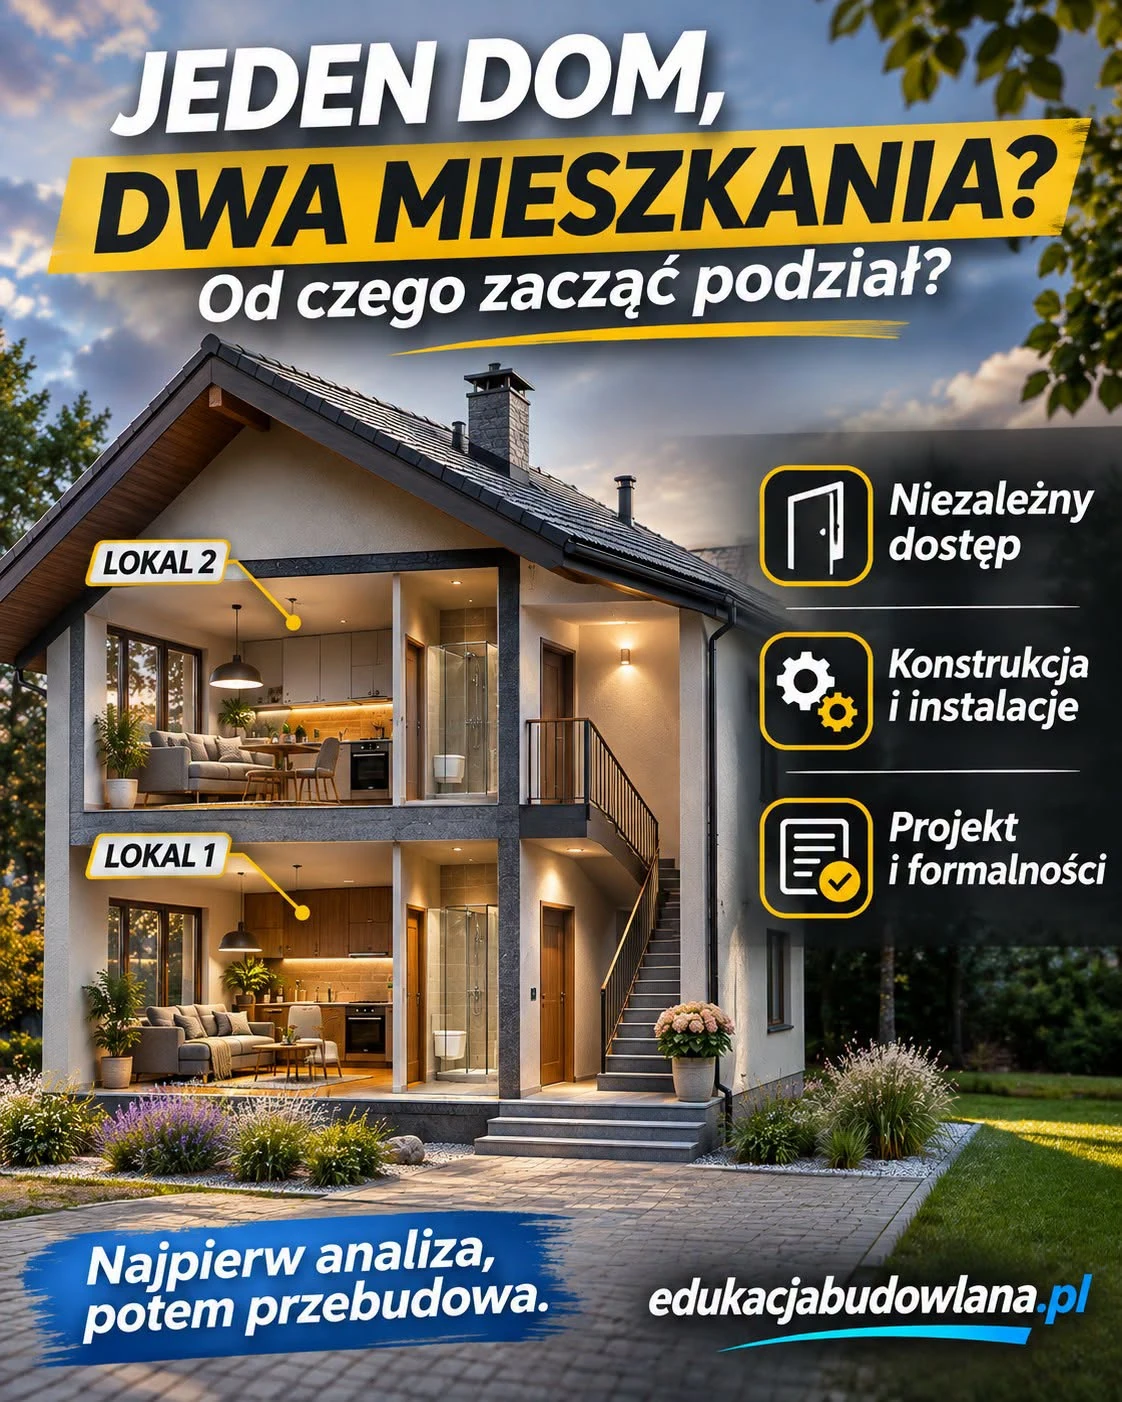 JEDEN DOM,
DWA MIESZKANIA?
Od czego zacząć podział?
LOKAL 2
LOKAL 1
Niezależny
dostęp
Konstrukcja
i instalacje
Projekt
i formalności
Najpierw analiza,
potem przebudowa.
edukacjabudowlana.pl